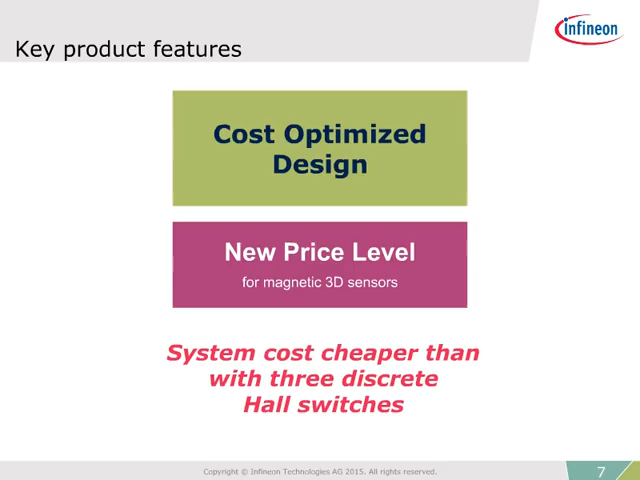 infineon
Key product features
Cost Optimized
Design
New Price Level
for magnetic 3D sensors
System cost cheaper than
with three discrete
Hall switches
Copyright © Infineon Technologies AG 2015. All rights reserved.
7